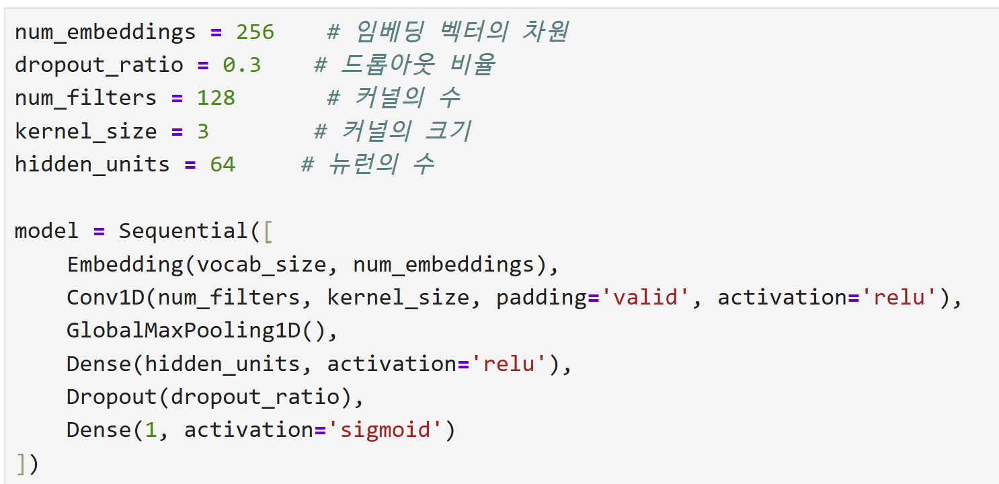 num_embeddings = 256    # 임베딩 벡터의 차원
dropout_ratio = 0.3    # 드롭아웃 비율
num_filters = 128       # 커널의 수
kernel_size = 3        # 커널의 크기
hidden_units = 64     # 뉴런의 수

model = Sequential([
    Embedding(vocab_size, num_embeddings),
    Conv1D(num_filters, kernel_size, padding='valid', activation='relu'),
    GlobalMaxPooling1D(),
    Dense(hidden_units, activation='relu'),
    Dropout(dropout_ratio),
    Dense(1, activation='sigmoid')
])